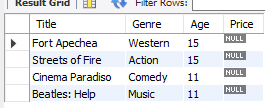 Result Grid Filter Rows:
Title Genre Age Price
Fort Apechea Western 15 NULL
Streets of Fire Action 15 NULL
Cinema Paradiso Comedy 11 NULL
Beatles: Help Music 11 NULL